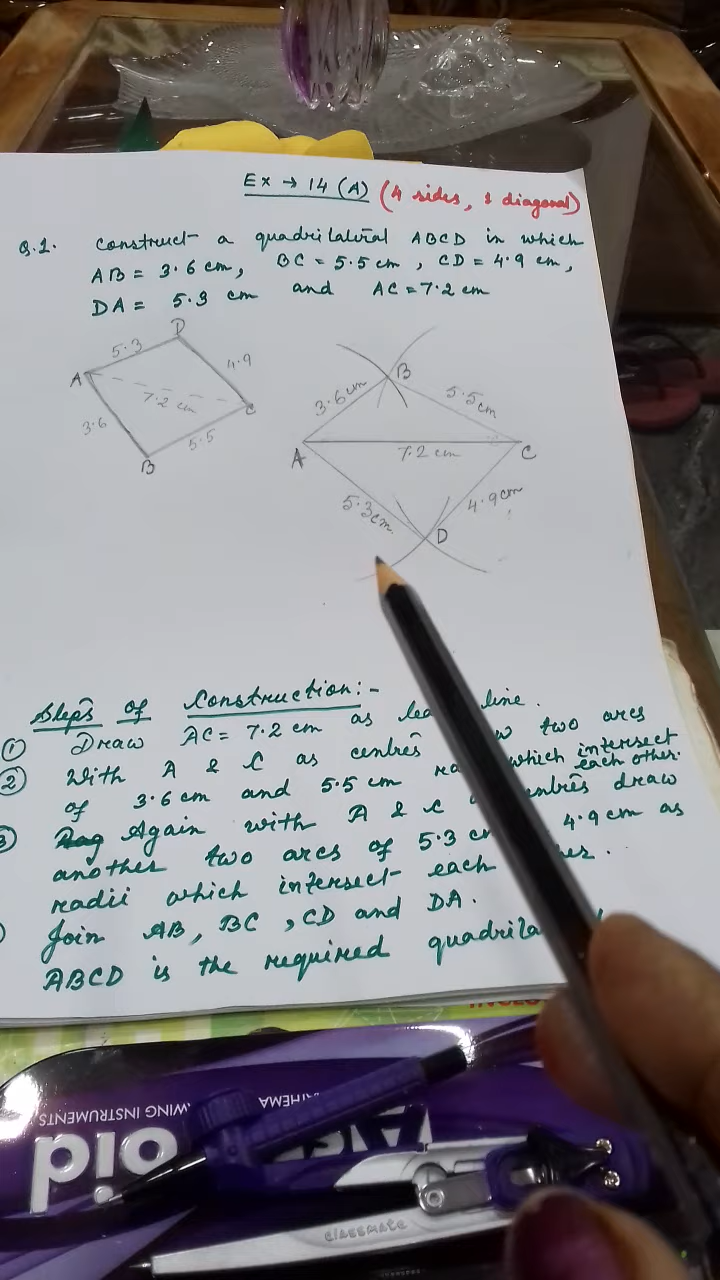 Ex → 14 (A) (4 sides, 1 diagonal)
Q.1. Construct a quadrilateral ABCD in which
AB = 3.6 cm, BC = 5.5 cm, CD = 4.9 cm,
DA = 5.3 cm and AC = 7.2 cm
D
5.3
4.9
A
7.2 cm
C
3.6
5.5
B
B
3.6 cm
5.5 cm
A
7.2 cm
C
5.3 cm
4.9 cm
D
Steps of Construction:-
① Draw AC = 7.2 cm as line.
② With A & C as centres two arcs
of 3.6 cm and 5.5 cm which intersect
each other.
Again with A & C draw
another two arcs of 5.3 4.9 cm as
radii which intersect each
Join AB, BC, CD and DA.
ABCD is the required
WING INSTRUMENTS
classmate